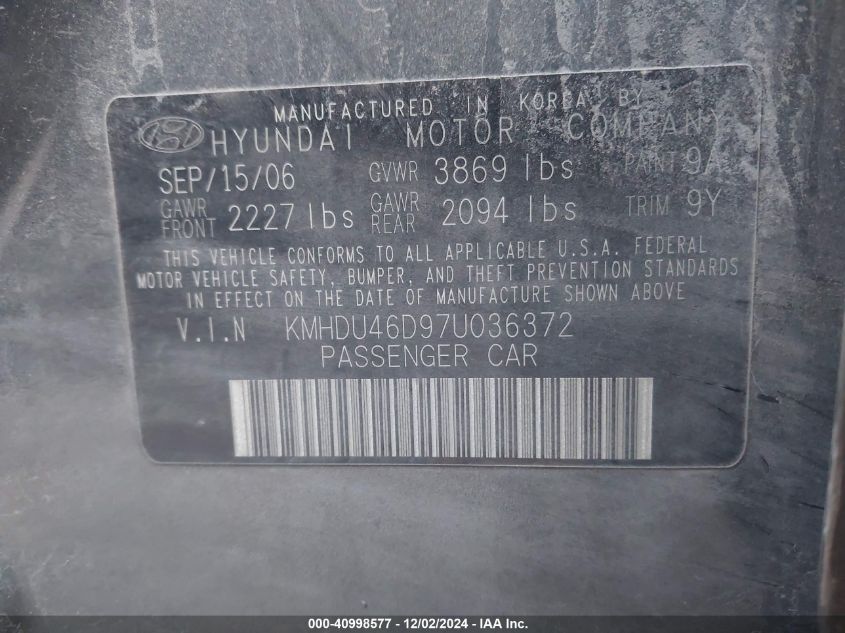 MANUFACTURED IN KOREA BY
HYUNDAI MOTOR COMPANY
SEP/15/06 GVWR 3869 lbs PAINT 9A
GAWR FRONT 2227 lbs GAWR REAR 2094 lbs TRIM 9Y
THIS VEHICLE CONFORMS TO ALL APPLICABLE U.S.A. FEDERAL
MOTOR VEHICLE SAFETY, BUMPER, AND THEFT PREVENTION STANDARDS
IN EFFECT ON THE DATE OF MANUFACTURE SHOWN ABOVE
V.I.N KMHDU46D97U036372
PASSENGER CAR
000-40998577 - 12/02/2024 - IAA Inc.